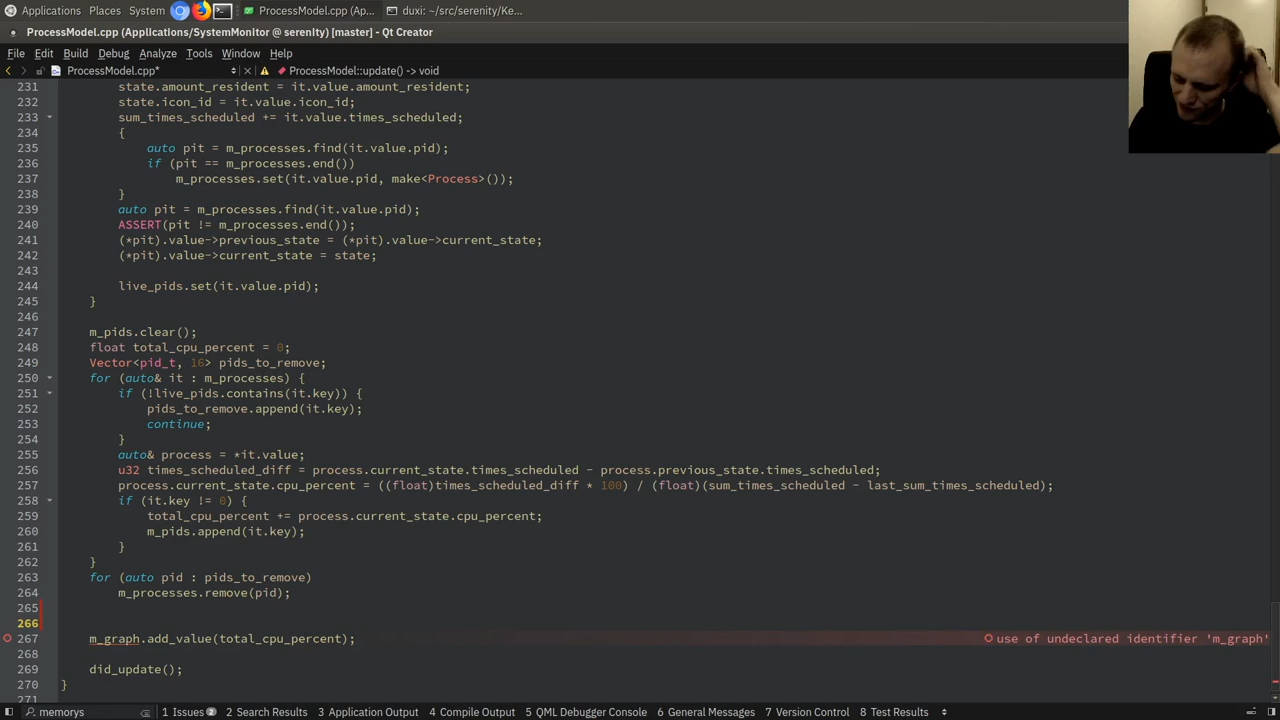 Applications Places System ProcessModel.cpp (Ap... duxi: ~/src/serenity/Ke...
ProcessModel.cpp (Applications/SystemMonitor @ serenity) [master] - Qt Creator
File Edit Build Debug Analyze Tools Window Help
ProcessModel.cpp* ProcessModel::update() -> void
231 state.amount_resident = it.value.amount_resident;
232 state.icon_id = it.value.icon_id;
233 sum_times_scheduled += it.value.times_scheduled;
234 {
235 auto pit = m_processes.find(it.value.pid);
236 if (pit == m_processes.end())
237 m_processes.set(it.value.pid, make<Process>());
238 }
239 auto pit = m_processes.find(it.value.pid);
240 ASSERT(pit != m_processes.end());
241 (*pit).value->previous_state = (*pit).value->current_state;
242 (*pit).value->current_state = state;
243
244 live_pids.set(it.value.pid);
245 }
246
247 m_pids.clear();
248 float total_cpu_percent = 0;
249 Vector<pid_t, 16> pids_to_remove;
250 for (auto& it : m_processes) {
251 if (!live_pids.contains(it.key)) {
252 pids_to_remove.append(it.key);
253 continue;
254 }
255 auto& process = *it.value;
256 u32 times_scheduled_diff = process.current_state.times_scheduled - process.previous_state.times_scheduled;
257 process.current_state.cpu_percent = ((float)times_scheduled_diff * 100) / (float)(sum_times_scheduled - last_sum_times_scheduled);
258 if (it.key != 0) {
259 total_cpu_percent += process.current_state.cpu_percent;
260 m_pids.append(it.key);
261 }
262 }
263 for (auto pid : pids_to_remove)
264 m_processes.remove(pid);
265
266
267 m_graph.add_value(total_cpu_percent); use of undeclared identifier 'm_graph'
268
269 did_update();
270 }
271
memorys 1 Issues 2 2 Search Results 3 Application Output 4 Compile Output 5 QML Debugger Console 6 General Messages 7 Version Control 8 Test Results